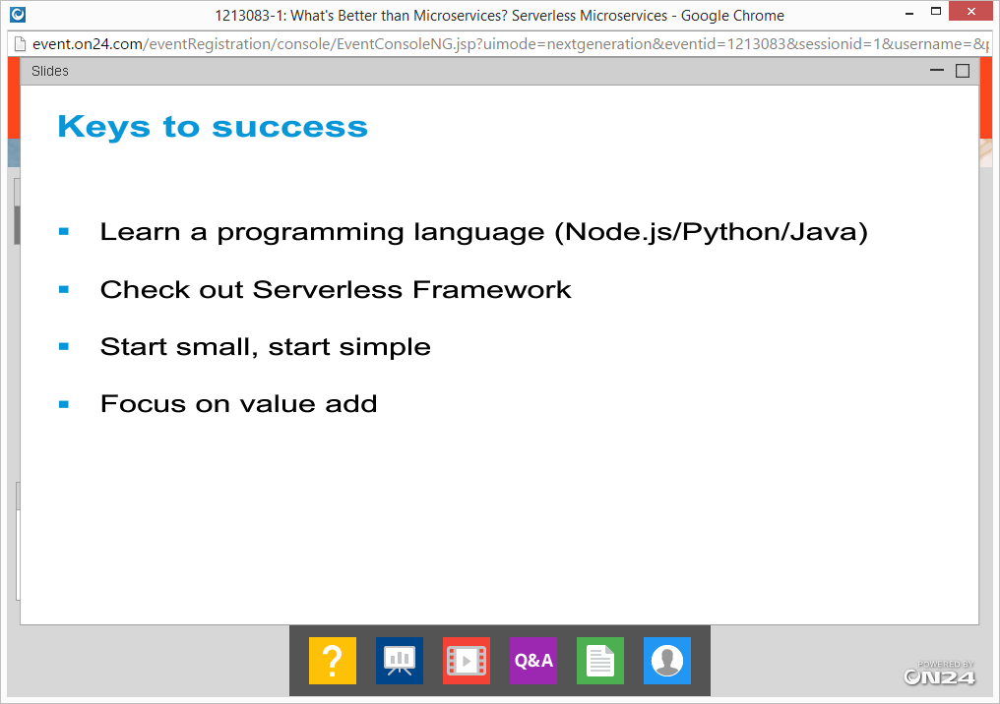 1213083-1: What's Better than Microservices? Serverless Microservices - Google Chrome
event.on24.com/eventRegistration/console/EventConsoleNG.jsp?uimode=nextgeneration&eventid=1213083&sessionid=1&username=&p
Slides
Keys to success
Learn a programming language (Node.js/Python/Java)
Check out Serverless Framework
Start small, start simple
Focus on value add
? Q&A
POWERED BY
ON24